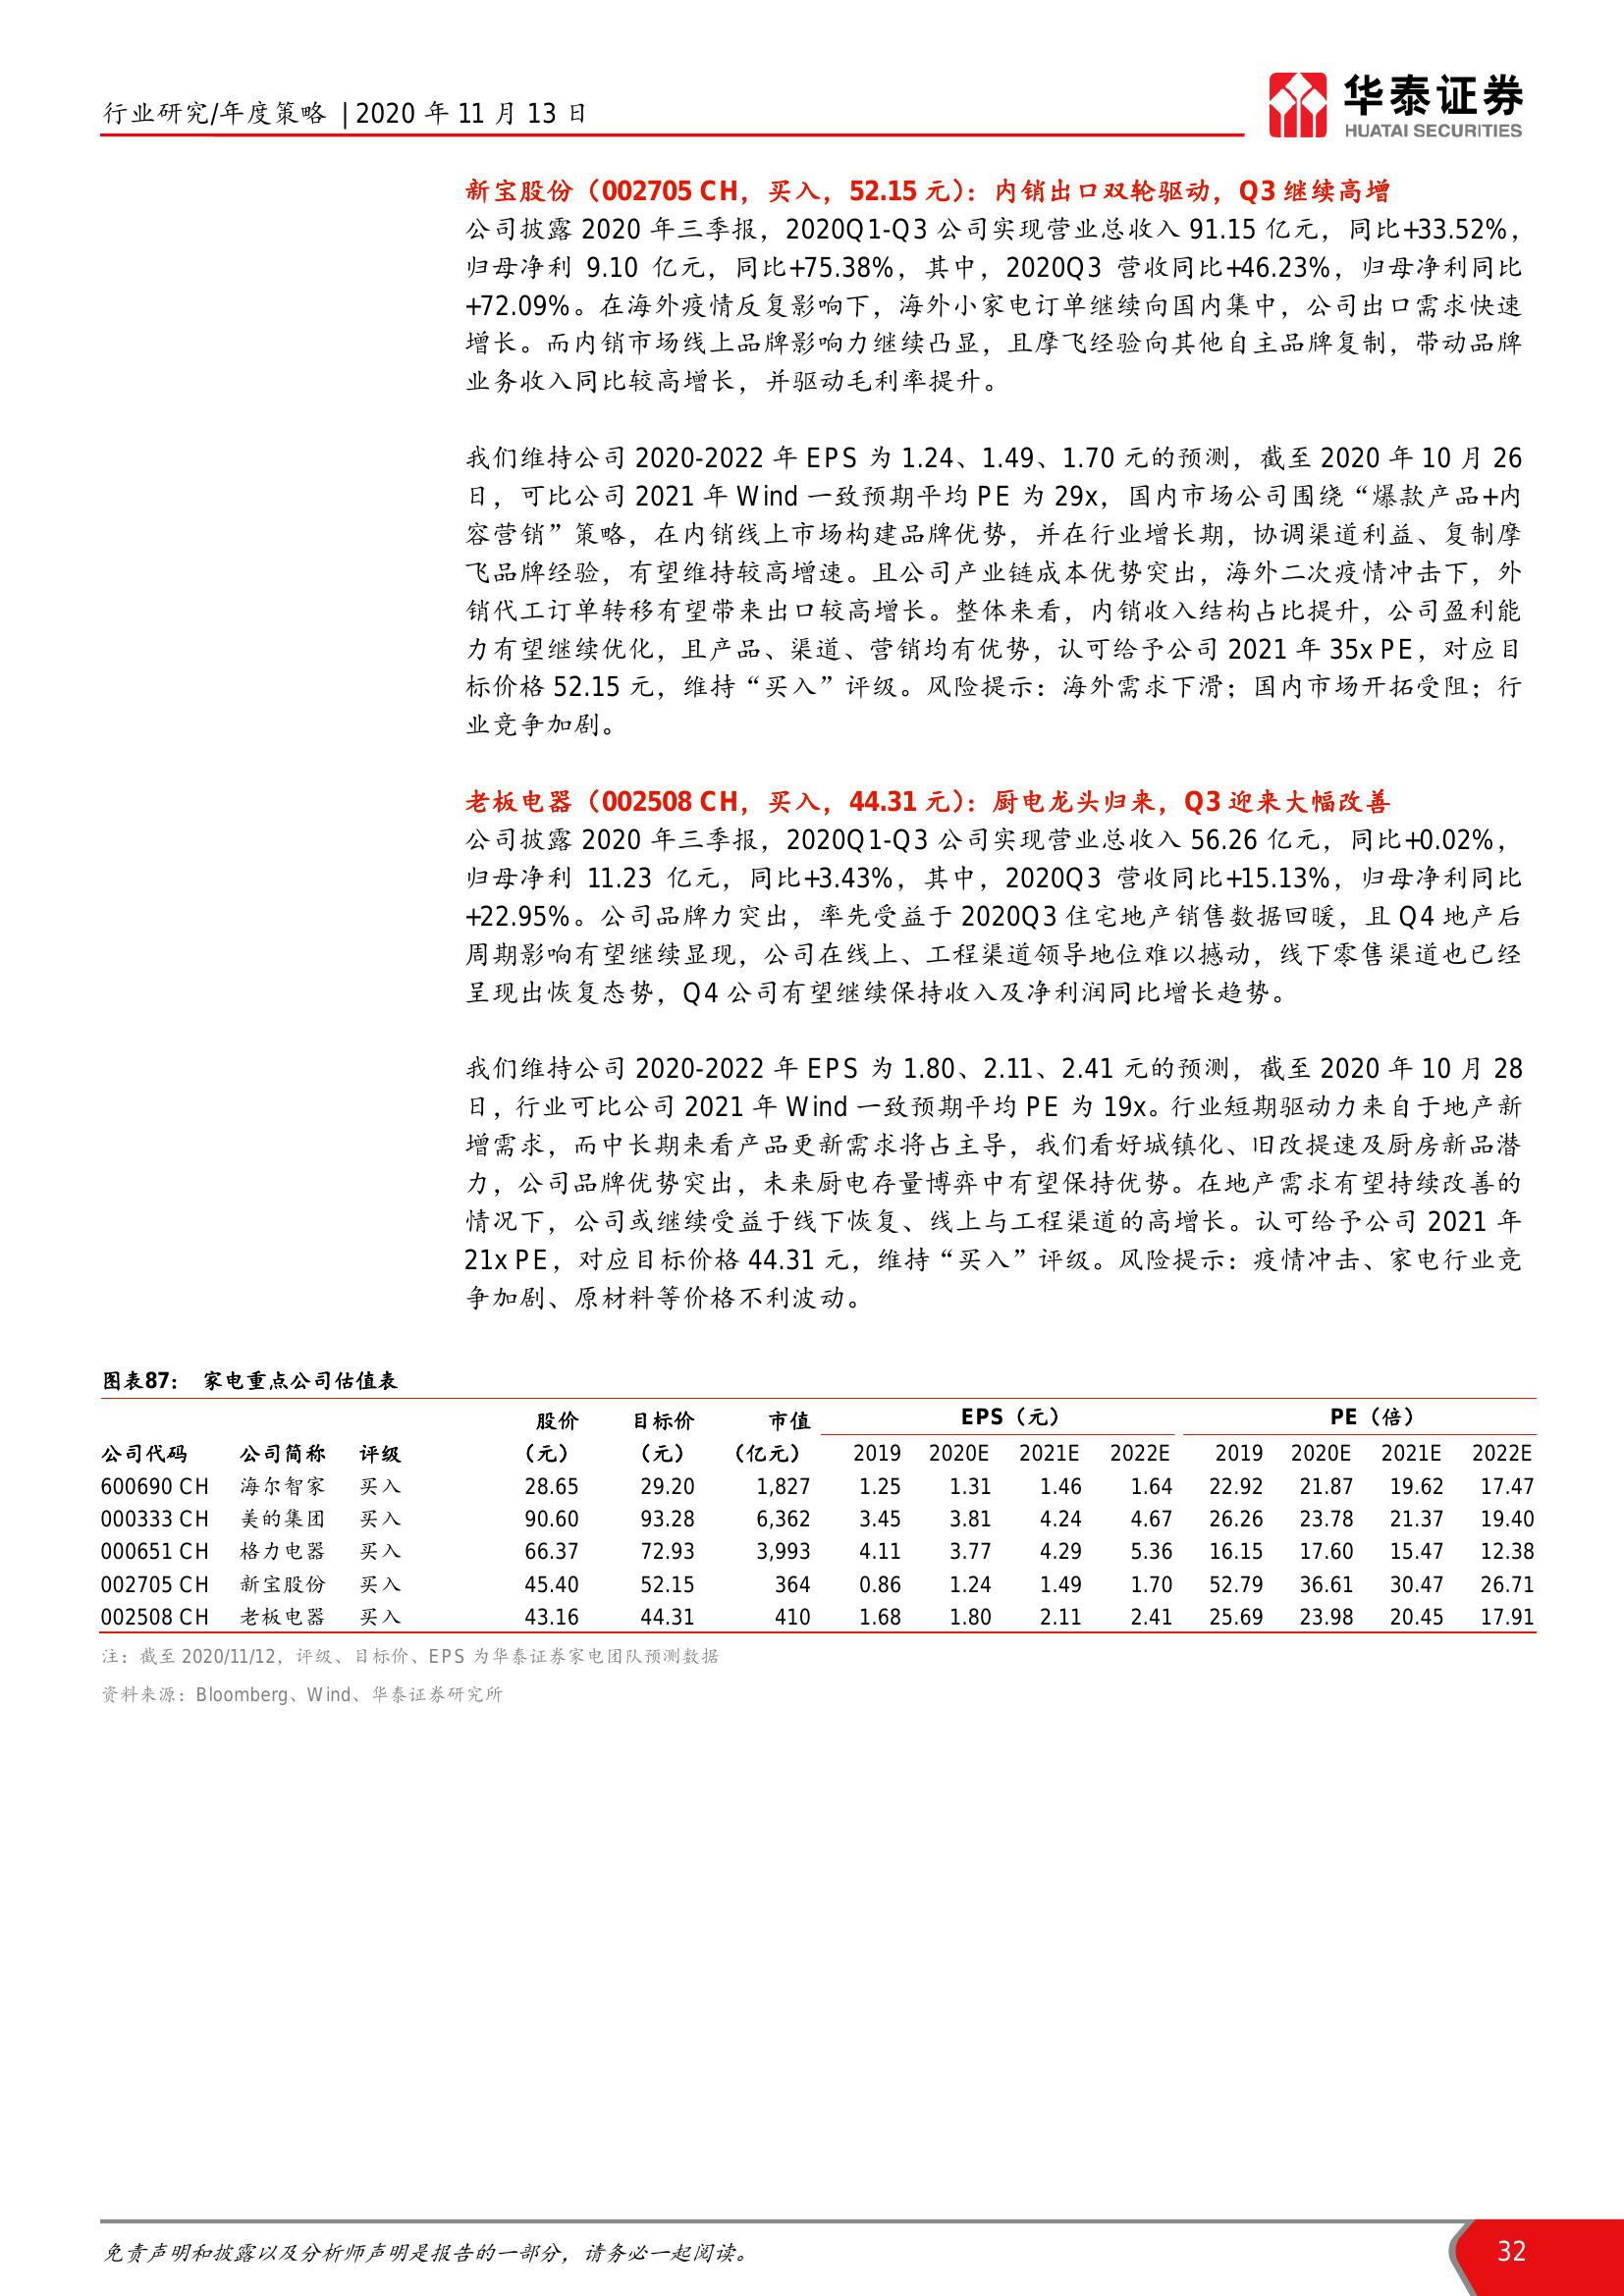 行业研究/年度策略 | 2020 年 11 月 13 日
华泰证券
HUATAI SECURITIES
新宝股份（002705 CH，买入，52.15 元）：内销出口双轮驱动，Q3 继续高增
公司披露 2020 年三季报，2020Q1-Q3 公司实现营业总收入 91.15 亿元，同比+33.52%，
归母净利 9.10 亿元，同比+75.38%，其中，2020Q3 营收同比+46.23%，归母净利同比
+72.09%。在海外疫情反复影响下，海外小家电订单继续向国内集中，公司出口需求快速
增长。而内销市场线上品牌影响力继续凸显，且摩飞经验向其他自主品牌复制，带动品牌
业务收入同比较高增长，并驱动毛利率提升。
我们维持公司 2020-2022 年 EPS 为 1.24、1.49、1.70 元的预测，截至 2020 年 10 月 26
日，可比公司 2021 年 Wind 一致预期平均 PE 为 29x，国内市场公司围绕“爆款产品+内
容营销”策略，在内销线上市场构建品牌优势，并在行业增长期，协调渠道利益、复制摩
飞品牌经验，有望维持较高增速。且公司产业链成本优势突出，海外二次疫情冲击下，外
销代工订单转移有望带来出口较高增长。整体来看，内销收入结构占比提升，公司盈利能
力有望继续优化，且产品、渠道、营销均有优势，认可给予公司 2021 年 35x PE，对应目
标价格 52.15 元，维持“买入”评级。风险提示：海外需求下滑；国内市场开拓受阻；行
业竞争加剧。
老板电器（002508 CH，买入，44.31 元）：厨电龙头归来，Q3 迎来大幅改善
公司披露 2020 年三季报，2020Q1-Q3 公司实现营业总收入 56.26 亿元，同比+0.02%，
归母净利 11.23 亿元，同比+3.43%，其中，2020Q3 营收同比+15.13%，归母净利同比
+22.95%。公司品牌力突出，率先受益于 2020Q3 住宅地产销售数据回暖，且 Q4 地产后
周期影响有望继续显现，公司在线上、工程渠道领导地位难以撼动，线下零售渠道也已经
呈现出恢复态势，Q4 公司有望继续保持收入及净利润同比增长趋势。
我们维持公司 2020-2022 年 EPS 为 1.80、2.11、2.41 元的预测，截至 2020 年 10 月 28
日，行业可比公司 2021 年 Wind 一致预期平均 PE 为 19x。行业短期驱动力来自于地产新
增需求，而中长期来看产品更新需求将占主导，我们看好城镇化、旧改提速及厨房新品潜
力，公司品牌优势突出，未来厨电存量博弈中有望保持优势。在地产需求有望持续改善的
情况下，公司或继续受益于线下恢复、线上与工程渠道的高增长。认可给予公司 2021 年
21x PE，对应目标价格 44.31 元，维持“买入”评级。风险提示：疫情冲击、家电行业竞
争加剧、原材料等价格不利波动。
图表87： 家电重点公司估值表
股价 目标价 市值 EPS（元） PE（倍）
公司代码 公司简称 评级 （元） （元） （亿元） 2019 2020E 2021E 2022E 2019 2020E 2021E 2022E
600690 CH 海尔智家 买入 28.65 29.20 1,827 1.25 1.31 1.46 1.64 22.92 21.87 19.62 17.47
000333 CH 美的集团 买入 90.60 93.28 6,362 3.45 3.81 4.24 4.67 26.26 23.78 21.37 19.40
000651 CH 格力电器 买入 66.37 72.93 3,993 4.11 3.77 4.29 5.36 16.15 17.60 15.47 12.38
002705 CH 新宝股份 买入 45.40 52.15 364 0.86 1.24 1.49 1.70 52.79 36.61 30.47 26.71
002508 CH 老板电器 买入 43.16 44.31 410 1.68 1.80 2.11 2.41 25.69 23.98 20.45 17.91
注：截至 2020/11/12，评级、目标价、EPS 为华泰证券家电团队预测数据
资料来源：Bloomberg、Wind、华泰证券研究所
免责声明和披露以及分析师声明是报告的一部分，请务必一起阅读。
32